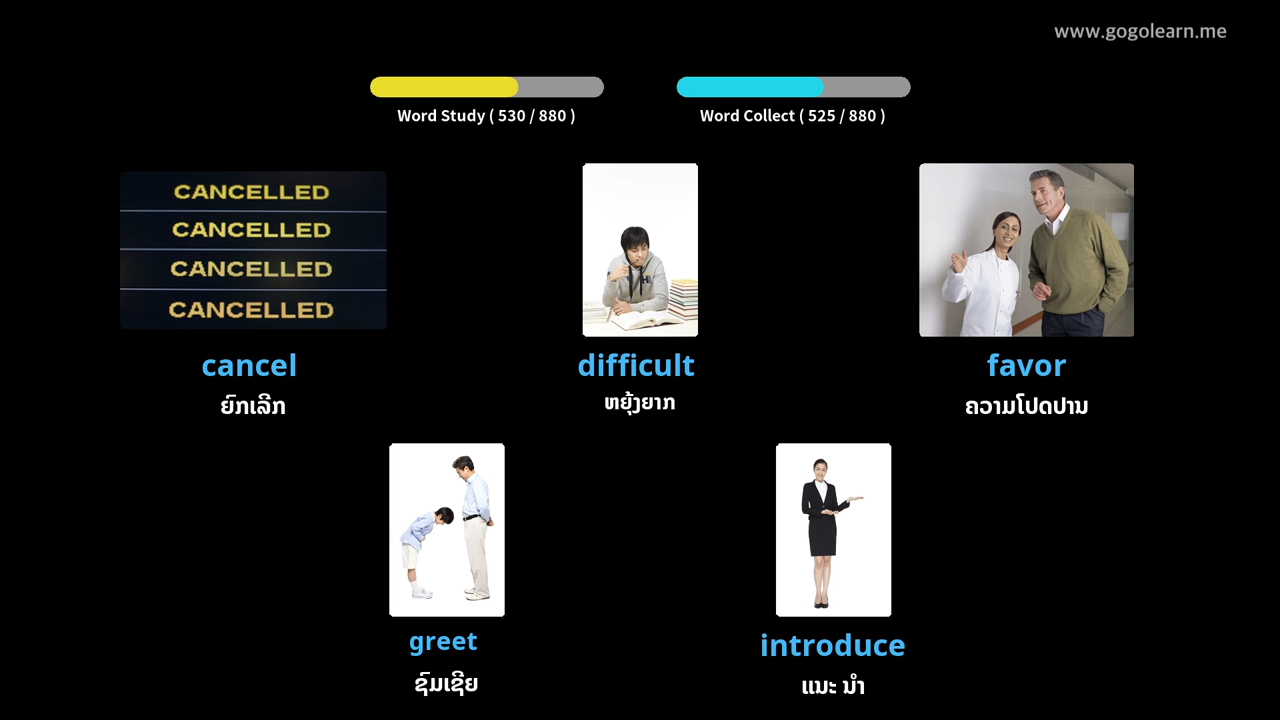 www.gogolearn.me
Word Study ( 530 / 880 )
Word Collect ( 525 / 880 )
CANCELLED
CANCELLED
CANCELLED
CANCELLED
cancel
ຍົກເລີກ
difficult
ຫຍຸ້ງຍາກ
favor
ຄວາມໂປດປານ
greet
ຊົມເຊີຍ
introduce
ແນະ ນຳ